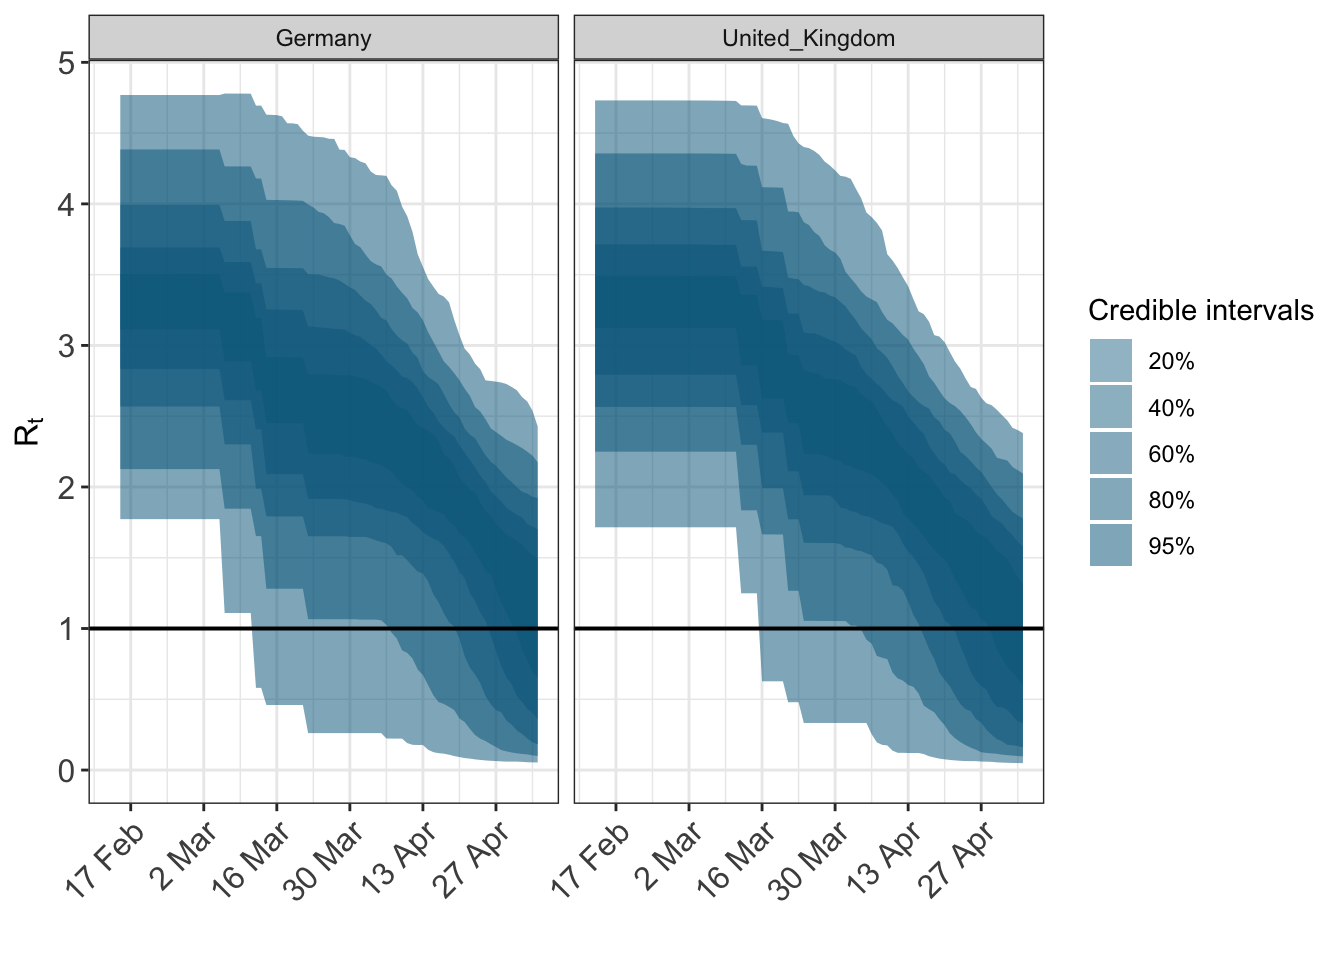 Germany
United_Kingdom
5
4
3
2
1
0
Rt
17 Feb
2 Mar
16 Mar
30 Mar
13 Apr
27 Apr
17 Feb
2 Mar
16 Mar
30 Mar
13 Apr
27 Apr
Credible intervals
20%
40%
60%
80%
95%